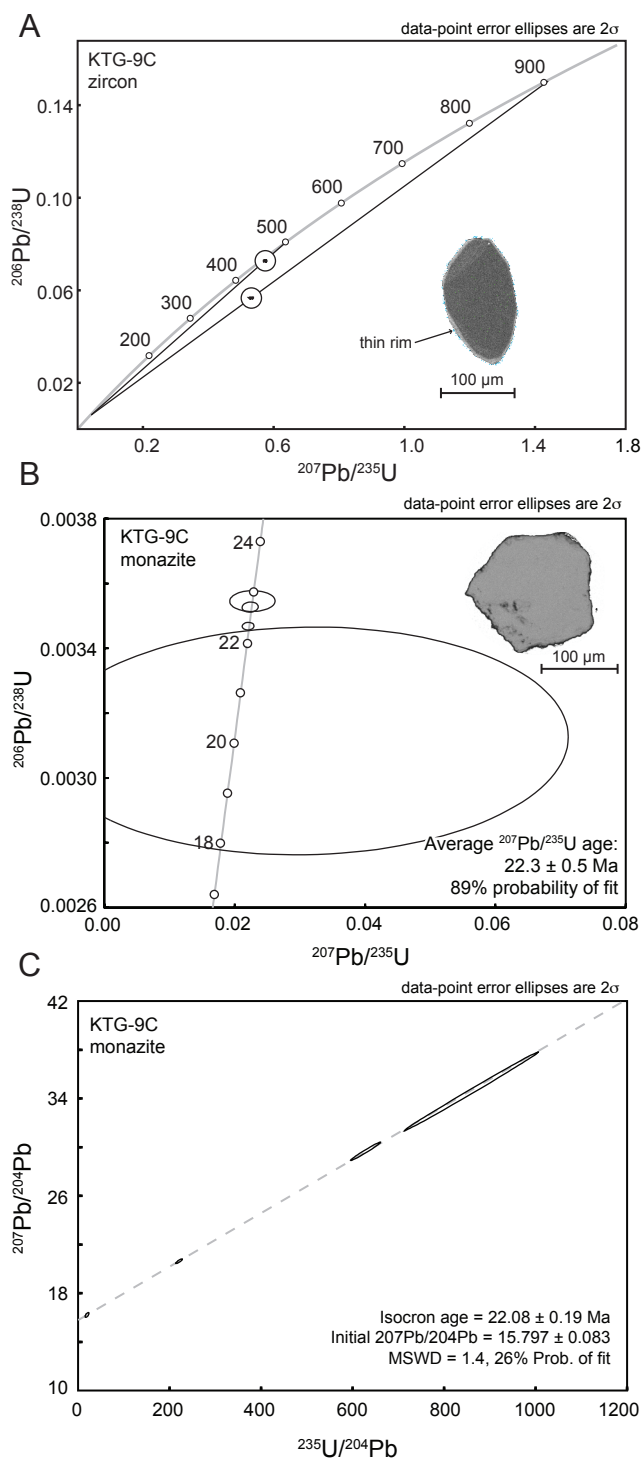 A
data-point error ellipses are 2σ
KTG-9C
zircon
900
800
700
600
500
400
300
200
0.14
0.10
0.06
0.02
206Pb/238U
thin rim
100 µm
0.2
0.6
1.0
1.4
1.8
207Pb/235U
B
data-point error ellipses are 2σ
0.0038
0.0034
0.0030
0.0026
206Pb/238U
KTG-9C
monazite
24
22
20
18
100 µm
Average 207Pb/235U age:
22.3 ± 0.5 Ma
89% probability of fit
0.00
0.02
0.04
0.06
0.08
207Pb/235U
C
data-point error ellipses are 2σ
42
34
26
18
10
207Pb/204Pb
KTG-9C
monazite
Isocron age = 22.08 ± 0.19 Ma
Initial 207Pb/204Pb = 15.797 ± 0.083
MSWD = 1.4, 26% Prob. of fit
0
200
400
600
800
1000
1200
235U/204Pb